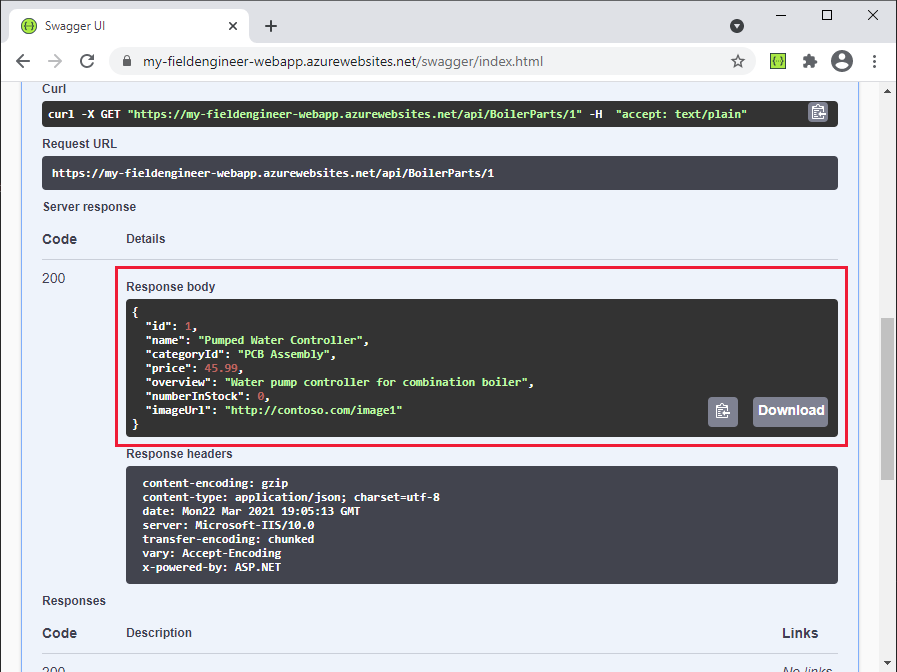 Swagger UI
my-fieldengineer-webapp.azurewebsites.net/swagger/index.html
Curl
curl -X GET "https://my-fieldengineer-webapp.azurewebsites.net/api/BoilerParts/1" -H  "accept: text/plain"
Request URL
https://my-fieldengineer-webapp.azurewebsites.net/api/BoilerParts/1
Server response
Code Details
200
Response body
{
  "id": 1,
  "name": "Pumped Water Controller",
  "categoryId": "PCB Assembly",
  "price": 45.99,
  "overview": "Water pump controller for combination boiler",
  "numberInStock": 0,
  "imageUrl": "http://contoso.com/image1"
}
Download
Response headers
content-encoding: gzip
content-type: application/json; charset=utf-8
date: Mon22 Mar 2021 19:05:13 GMT
server: Microsoft-IIS/10.0
transfer-encoding: chunked
vary: Accept-Encoding
x-powered-by: ASP.NET
Responses
Code Description Links
200 No links